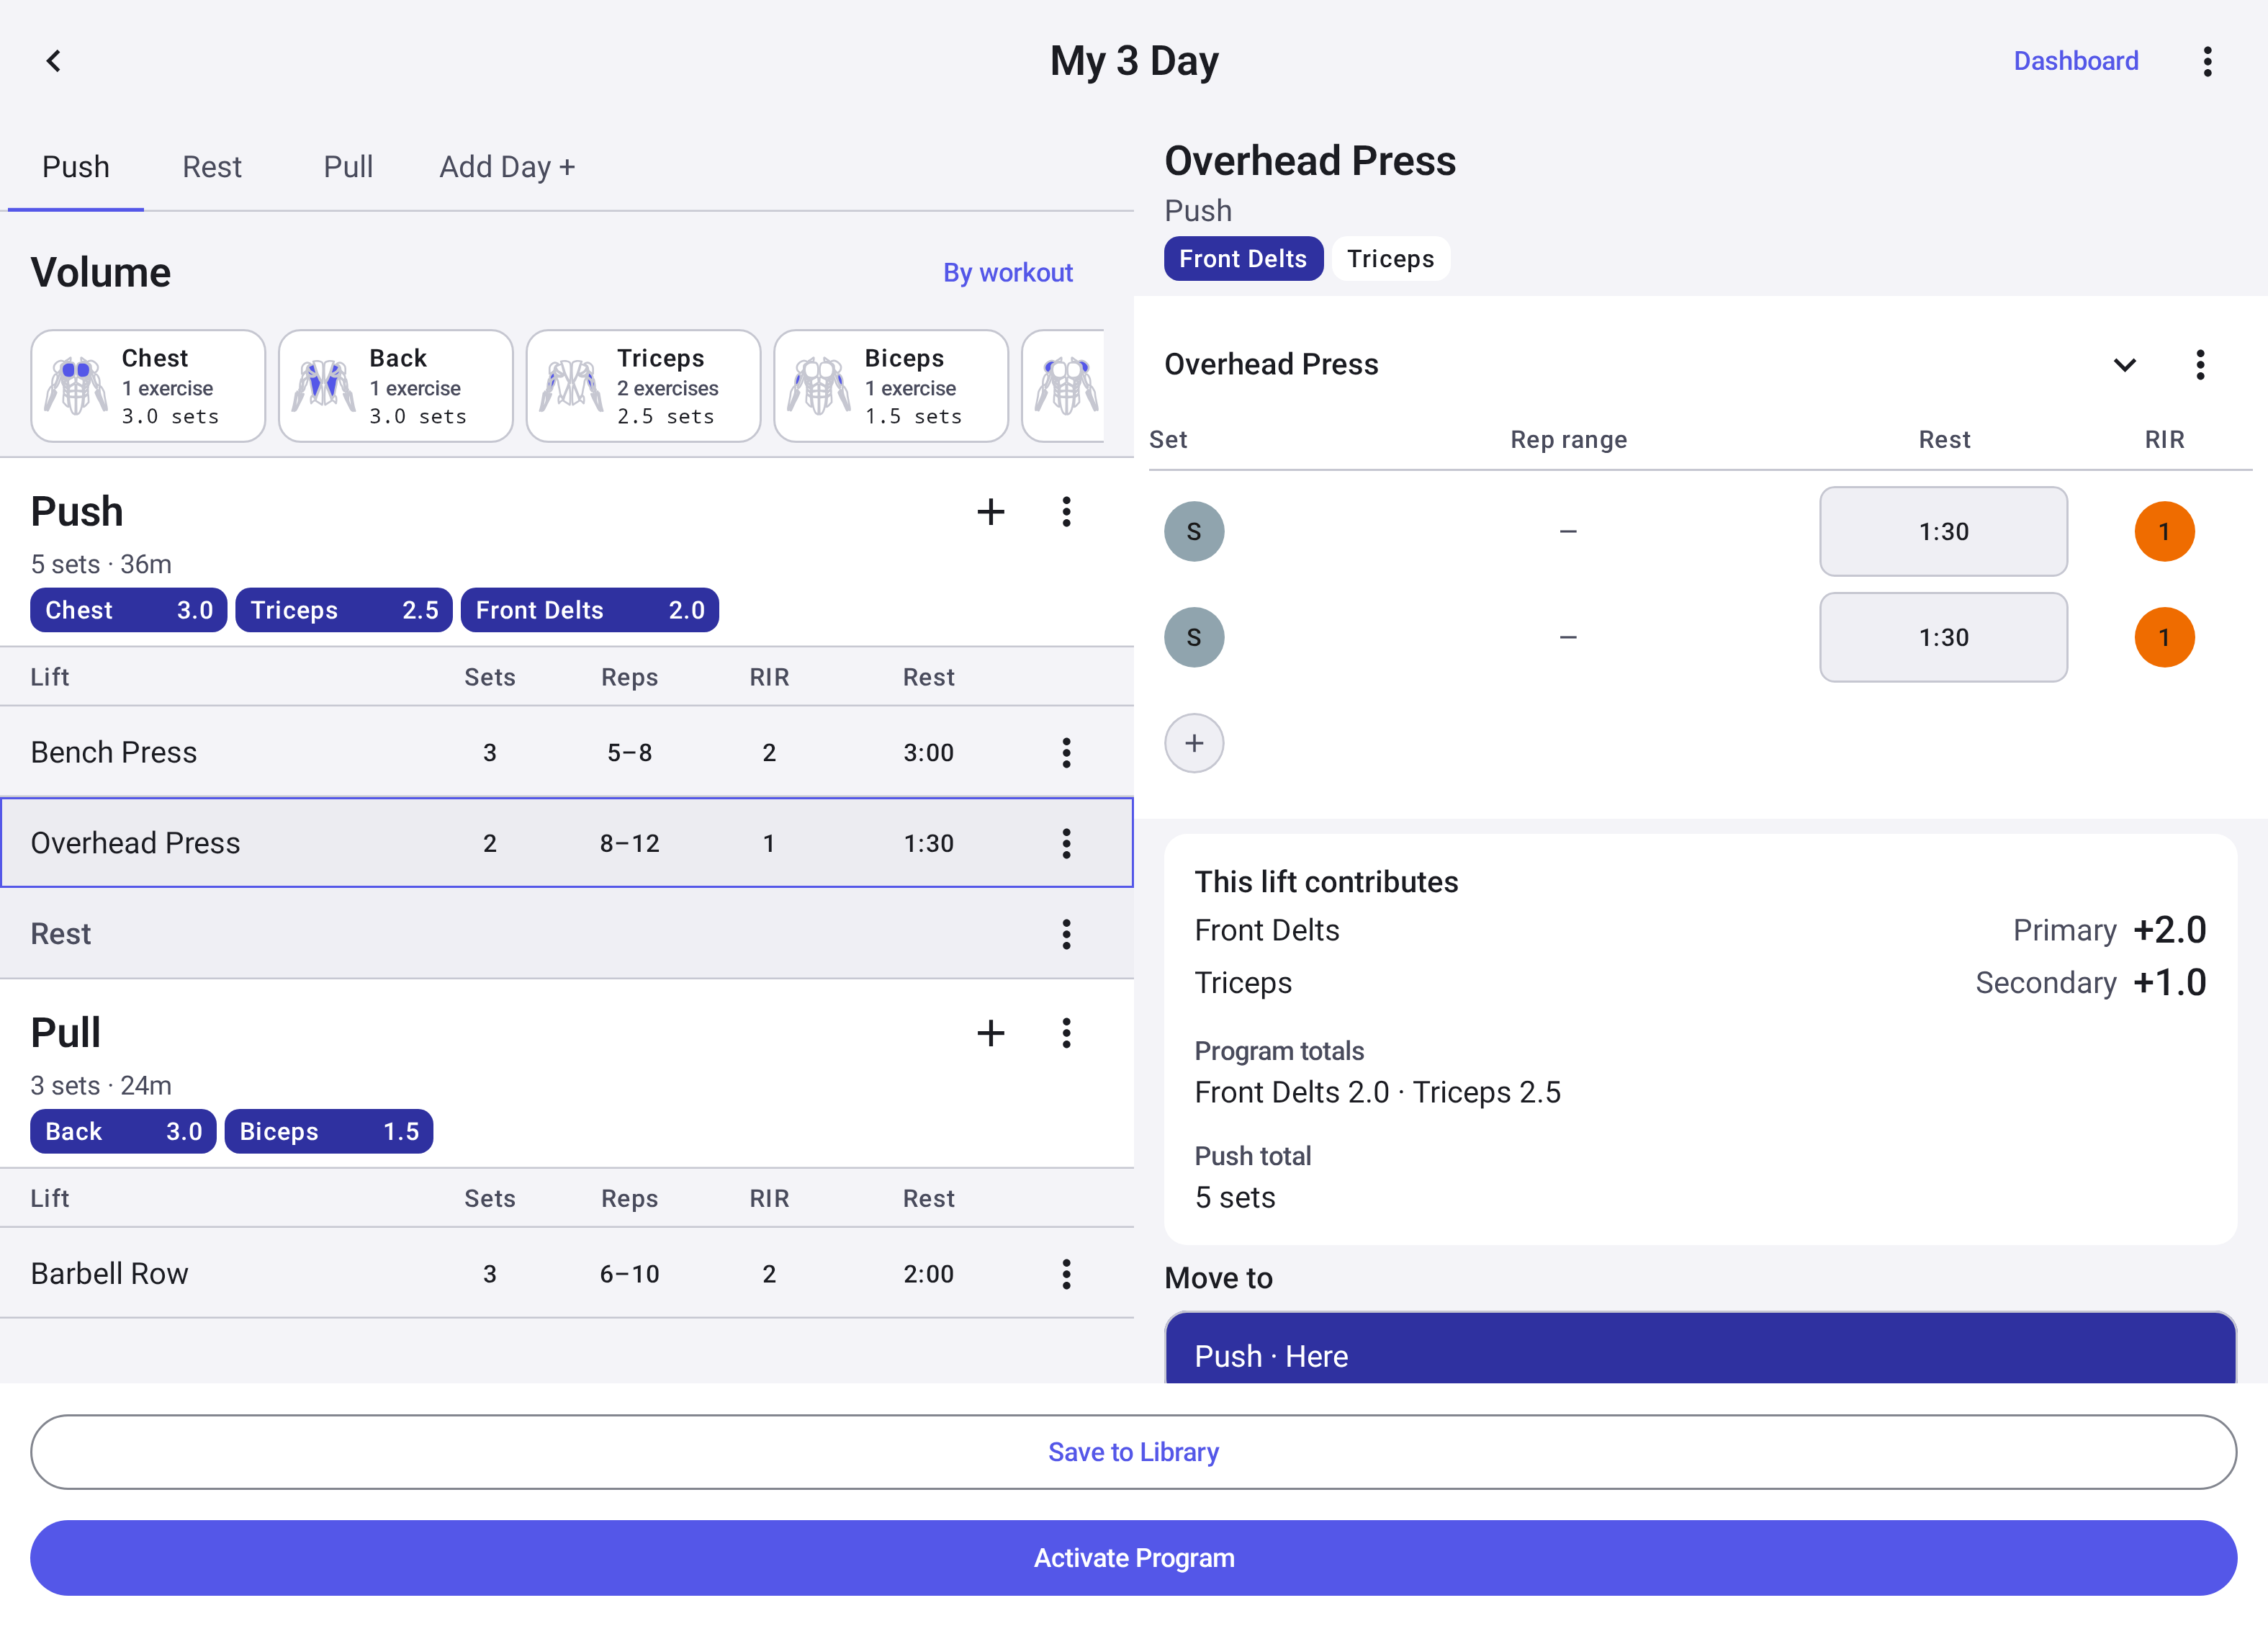 My 3 Day
Dashboard
Push Rest Pull Add Day +
Volume
By workout
Chest
1 exercise
3.0 sets
Back
1 exercise
3.0 sets
Triceps
2 exercises
2.5 sets
Biceps
1 exercise
1.5 sets
Push
5 sets · 36m
Chest 3.0 Triceps 2.5 Front Delts 2.0
Lift Sets Reps RIR Rest
Bench Press 3 5–8 2 3:00
Overhead Press 2 8–12 1 1:30
Rest
Pull
3 sets · 24m
Back 3.0 Biceps 1.5
Lift Sets Reps RIR Rest
Barbell Row 3 6–10 2 2:00
Overhead Press
Push
Front Delts Triceps
Overhead Press
Set Rep range Rest RIR
S – 1:30 1
S – 1:30 1
+
This lift contributes
Front Delts Primary +2.0
Triceps Secondary +1.0
Program totals
Front Delts 2.0 · Triceps 2.5
Push total
5 sets
Move to
Push · Here
Save to Library
Activate Program